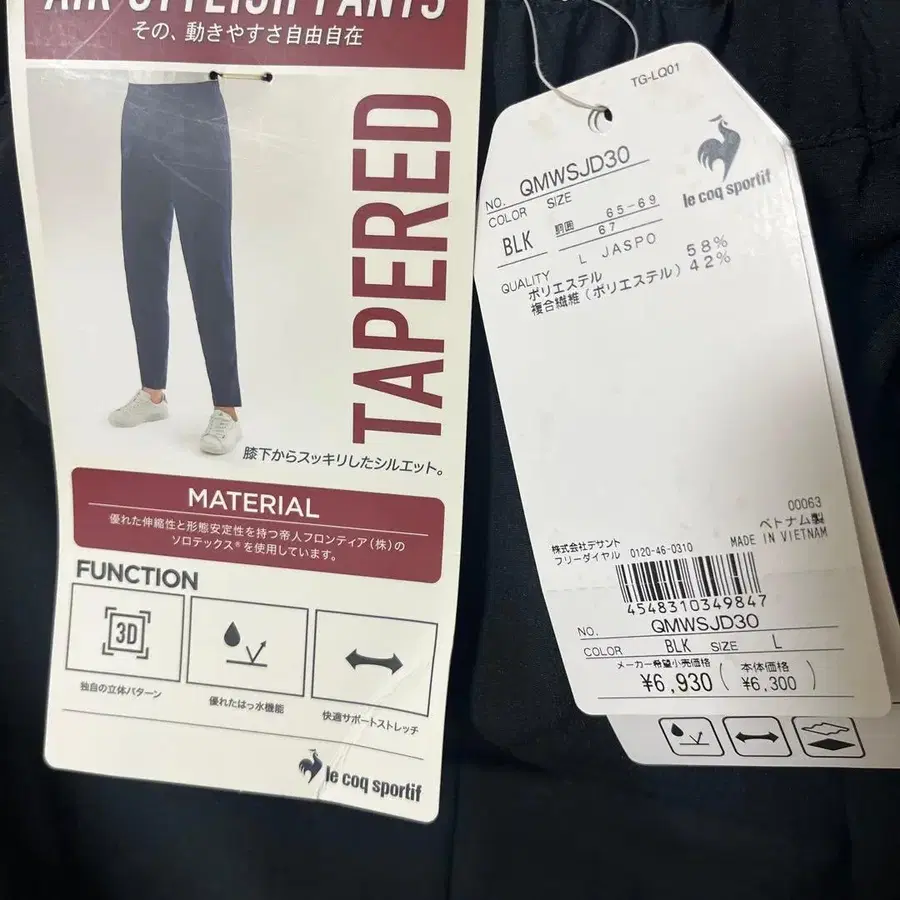 AIR STYLISH PANTS
その、動きやすさ自由自在
TAPERED
膝下からスッキリしたシルエット。
MATERIAL
優れた伸縮性と形態安定性を持つ帝人フロンティア(株)の
ソロテックス®を使用しています。
FUNCTION
3D
独自の立体パターン
優れたはっ水機能
快適サポートストレッチ
le coq sportif
TG-LQ01
le coq sportif
NO. QMWSJD30
COLOR SIZE
BLK 胴囲 65-69
67
L JASPO
QUALITY
ポリエステル 58%
複合繊維(ポリエステル) 42%
00063
ベトナム製
MADE IN VIETNAM
株式会社デサント
フリーダイヤル 0120-46-0310
4548310349847
NO. QMWSJD30
COLOR BLK SIZE L
メーカー希望小売価格 本体価格
¥6,930 ( ¥6,300 )